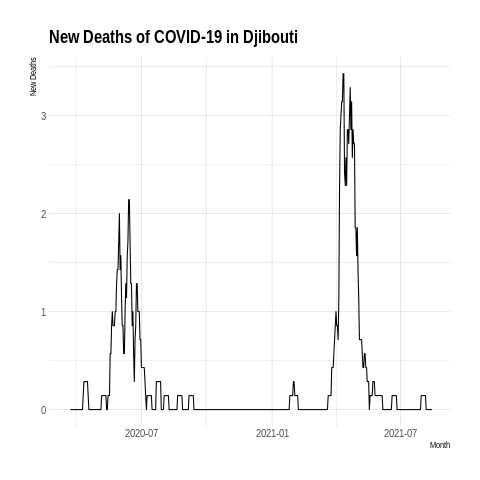 New Deaths of COVID-19 in Djibouti
New Deaths
3
2
1
0
2020-07
2021-01
2021-07
Month